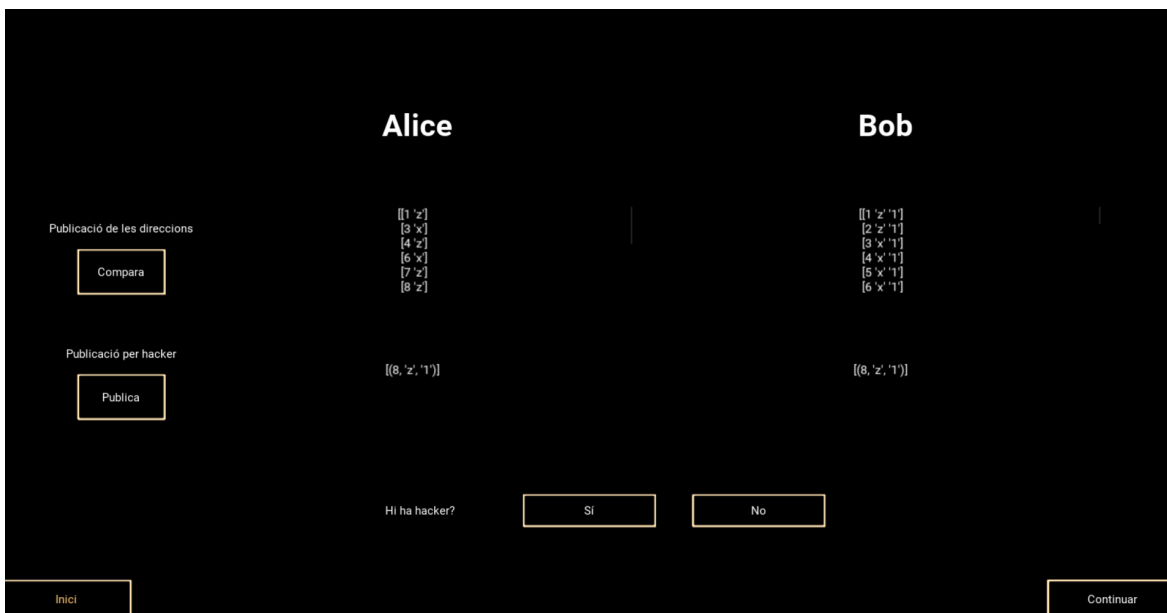 Alice
Bob
Publicació de les direccions
Compara
[[1 'z']
[3 'x']
[4 'z']
[6 'x']
[7 'z']
[8 'z']
[[1 'z' '1']
[2 'z' '1']
[3 'x' '1']
[4 'x' '1']
[5 'x' '1']
[6 'x' '1']
Publicació per hacker
Publica
[(8, 'z', '1')]
[(8, 'z', '1')]
Hi ha hacker?
Sí
No
Inici
Continuar